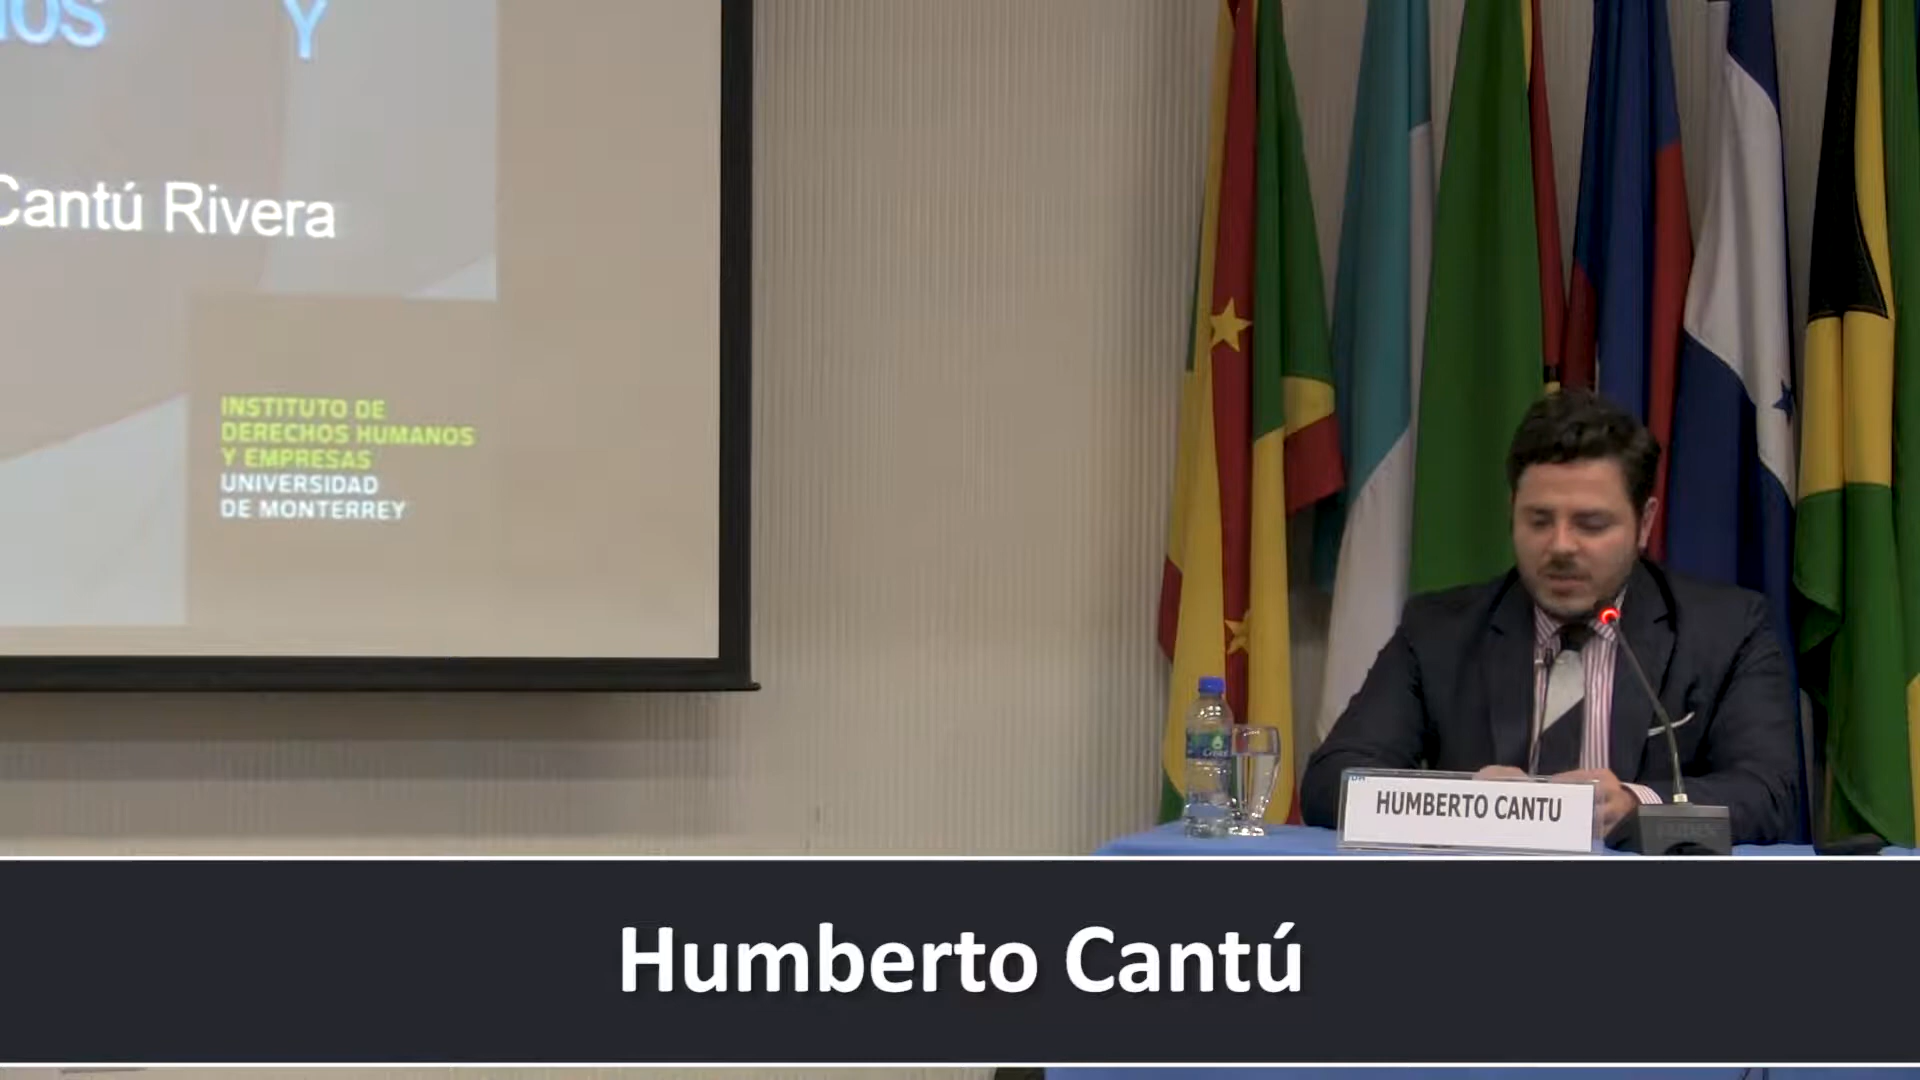 Y
Cantú Rivera
INSTITUTO DE
DERECHOS HUMANOS
Y EMPRESAS
UNIVERSIDAD
DE MONTERREY
HUMBERTO CANTU
Humberto Cantú